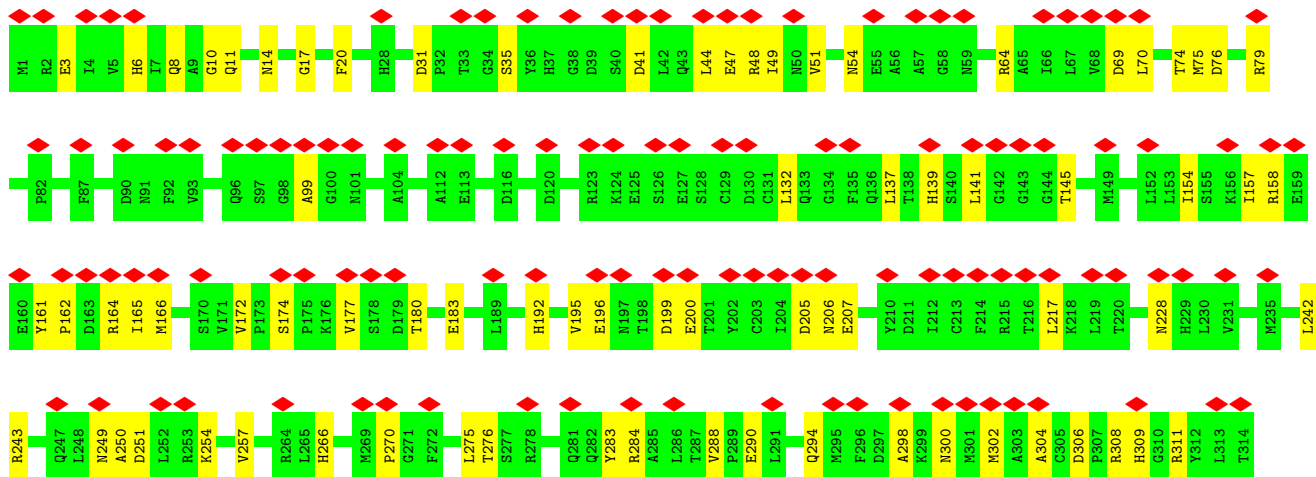 M1 R2 E3 I4 V5 H6 I7 Q8 A9 G10 Q11 N14 G17 F20 H28 D31 P32 T33 G34 S35 Y36 H37 G38 D39 S40 D41 L42 Q43 L44 E47 R48 I49 N50 V51 N54 E55 A56 A57 G58 N59 R64 A65 I66 L67 V68 D69 L70 T74 M75 D76 R79
P82 F87 D90 N91 F92 V93 Q96 S97 G98 A99 G100 N101 A104 A112 E113 D116 D120 R123 K124 E125 S126 E127 S128 C129 D130 C131 L132 Q133 G134 F135 Q136 L137 T138 H139 S140 L141 G142 G143 G144 T145 M149 L152 L153 I154 S155 K156 I157 R158 E159
E160 Y161 P162 D163 R164 I165 M166 S170 V171 V172 P173 S174 P175 K176 V177 S178 D179 T180 E183 L189 H192 V195 E196 N197 T198 D199 E200 T201 Y202 C203 I204 D205 N206 E207 Y210 D211 I212 C213 F214 R215 T216 L217 K218 L219 T220 N228 H229 L230 V231 M235 L242
R243 Q247 L248 N249 A250 D251 L252 R253 K254 V257 R264 L265 H266 M269 P270 G271 F272 L275 T276 S277 R278 Q281 Q282 Y283 R284 A285 L286 T287 V288 P289 E290 L291 Q294 M295 F296 D297 A298 K299 N300 M301 M302 A303 A304 C305 D306 P307 R308 H309 G310 R311 Y312 L313 T314